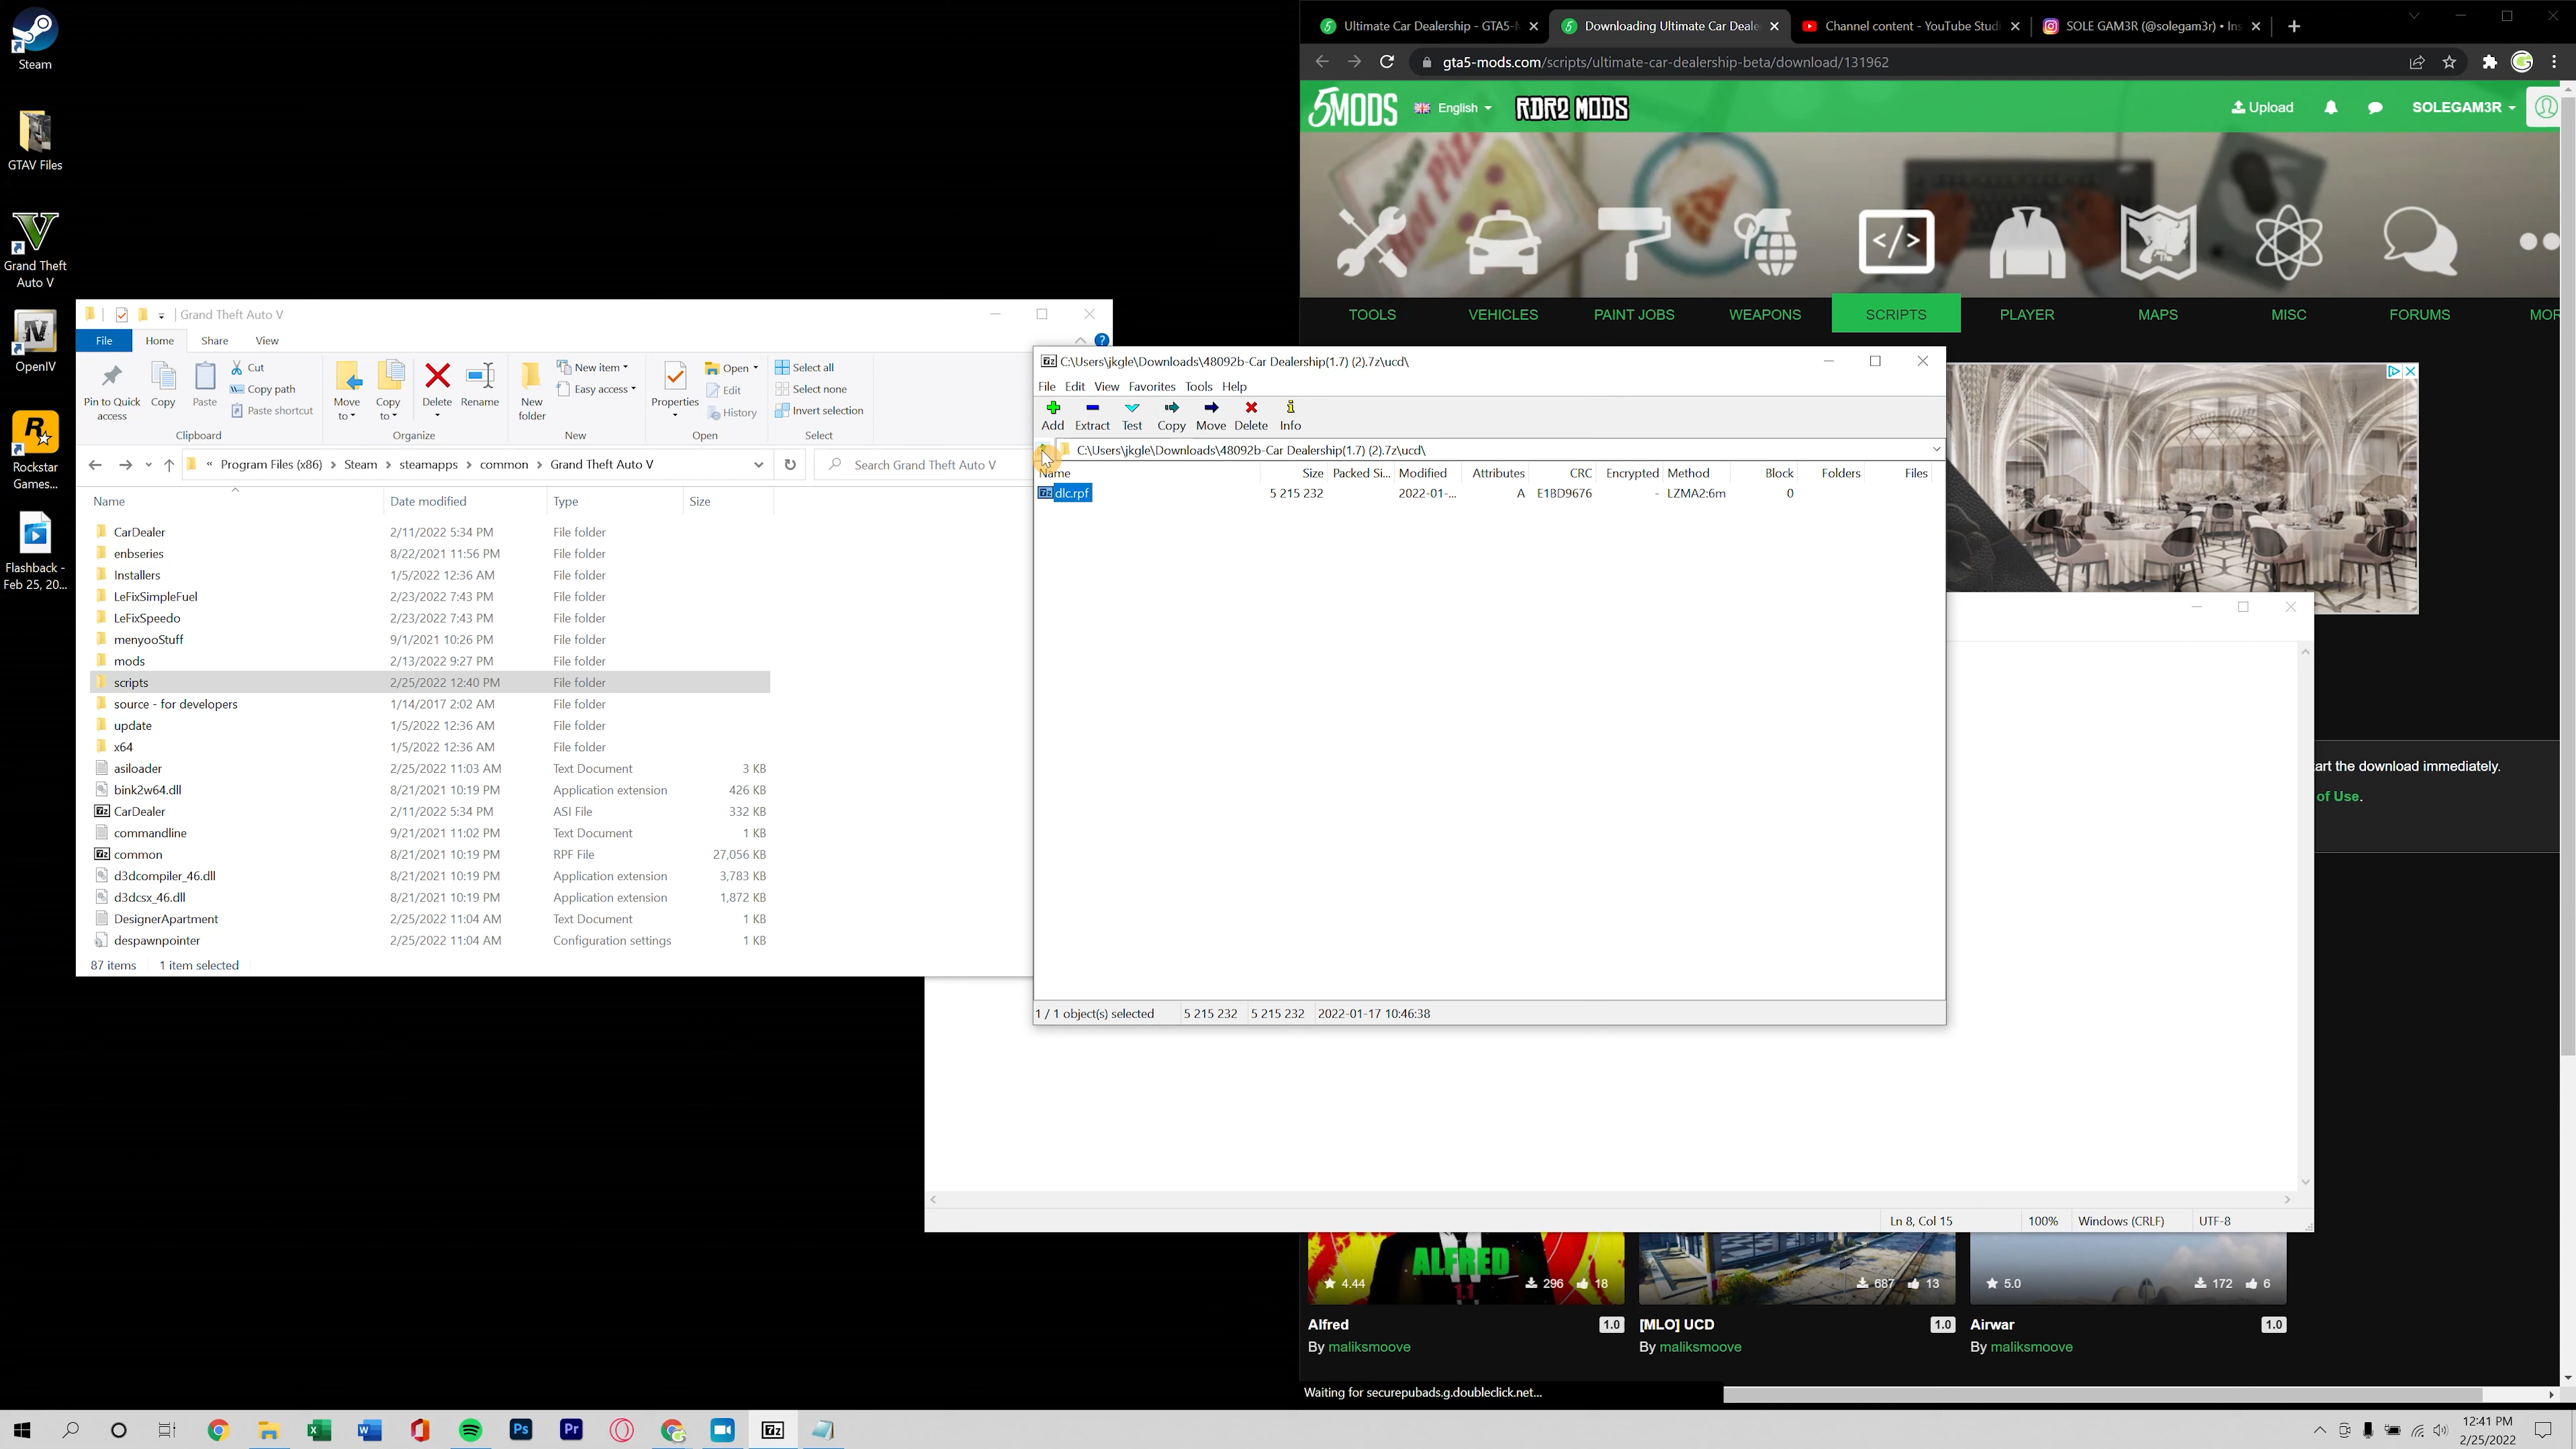 Steam
GTAV Files
Grand Theft
Auto V
OpenIV
Rockstar
Games...
Flashback -
Feb 25, 20...
Grand Theft Auto V
File
Home
Share
View
Pin to Quick
access
Copy
Paste
Cut
Copy path
Paste shortcut
Clipboard
Move
to
Copy
to
Delete
Rename
Organize
New
folder
New item
Easy access
New
Properties
Open
Edit
History
Open
Select all
Select none
Invert selection
Select
« Program Files (x86) › Steam › steamapps › common › Grand Theft Auto V
Search Grand Theft Auto V
Name Date modified Type Size
CarDealer 2/11/2022 5:34 PM File folder
enbseries 8/22/2021 11:56 PM File folder
Installers 1/5/2022 12:36 AM File folder
LeFixSimpleFuel 2/23/2022 7:43 PM File folder
LeFixSpeedo 2/23/2022 7:43 PM File folder
menyooStuff 9/1/2021 10:26 PM File folder
mods 2/13/2022 9:27 PM File folder
scripts 2/25/2022 12:40 PM File folder
source - for developers 1/14/2017 2:02 AM File folder
update 1/5/2022 12:36 AM File folder
x64 1/5/2022 12:36 AM File folder
asiloader 2/25/2022 11:03 AM Text Document 3 KB
bink2w64.dll 8/21/2021 10:19 PM Application extension 426 KB
CarDealer 2/11/2022 5:34 PM ASI File 332 KB
commandline 9/21/2021 11:02 PM Text Document 1 KB
common 8/21/2021 10:19 PM RPF File 27,056 KB
d3dcompiler_46.dll 8/21/2021 10:19 PM Application extension 3,783 KB
d3dcsx_46.dll 8/21/2021 10:19 PM Application extension 1,872 KB
DesignerApartment 2/25/2022 11:04 AM Text Document 1 KB
despawnpointer 2/25/2022 11:04 AM Configuration settings 1 KB
87 items 1 item selected
C:\Users\jkgle\Downloads\48092b-Car Dealership(1.7) (2).7z\ucd\
File Edit View Favorites Tools Help
Add Extract Test Copy Move Delete Info
C:\Users\jkgle\Downloads\48092b-Car Dealership(1.7) (2).7z\ucd\
Name Size Packed Si... Modified Attributes CRC Encrypted Method Block Folders Files
dlc.rpf 5 215 232 2022-01-... A E18D9676 - LZMA2:6m 0
1 / 1 object(s) selected 5 215 232 5 215 232 2022-01-17 10:46:38
Ln 8, Col 15 100% Windows (CRLF) UTF-8
Ultimate Car Dealership - GTA5-
Downloading Ultimate Car Deale
Channel content - YouTube Studi
SOLE GAM3R (@solegam3r) • Ins
gta5-mods.com/scripts/ultimate-car-dealership-beta/download/131962
5MODS
English
RDR2 MODS
Upload
SOLEGAM3R
TOOLS VEHICLES PAINT JOBS WEAPONS SCRIPTS PLAYER MAPS MISC FORUMS MOR
art the download immediately.
of Use.
ALFRED
1.1
4.44 296 18
687 13
5.0 172 6
Alfred 1.0
By maliksmoove
[MLO] UCD 1.0
By maliksmoove
Airwar 1.0
By maliksmoove
Waiting for securepubads.g.doubleclick.net...
12:41 PM
2/25/2022